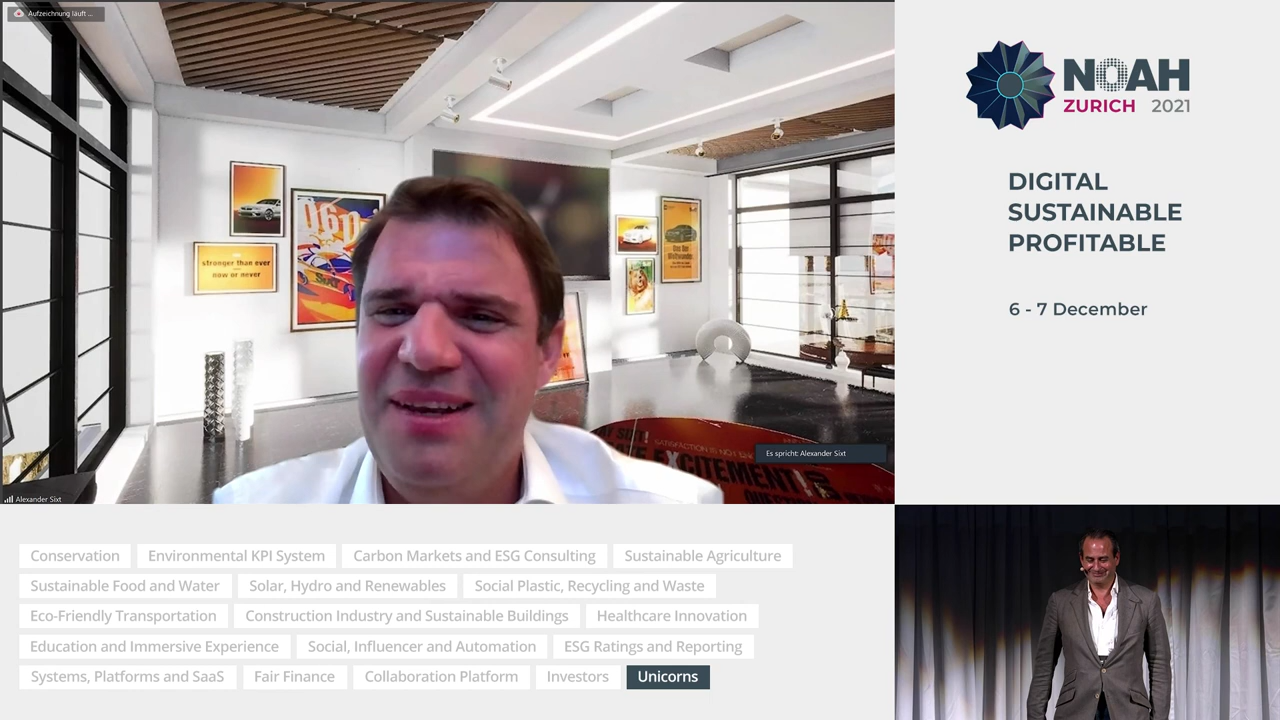 Aufzeichnung läuft ...
stronger than ever
now or never
SIXT
Es spricht: Alexander Sixt
EXCITEMENT!
Alexander Sixt
NOAH
ZURICH 2021
DIGITAL
SUSTAINABLE
PROFITABLE
6 - 7 December
Conservation
Environmental KPI System
Carbon Markets and ESG Consulting
Sustainable Agriculture
Sustainable Food and Water
Solar, Hydro and Renewables
Social Plastic, Recycling and Waste
Eco-Friendly Transportation
Construction Industry and Sustainable Buildings
Healthcare Innovation
Education and Immersive Experience
Social, Influencer and Automation
ESG Ratings and Reporting
Systems, Platforms and SaaS
Fair Finance
Collaboration Platform
Investors
Unicorns